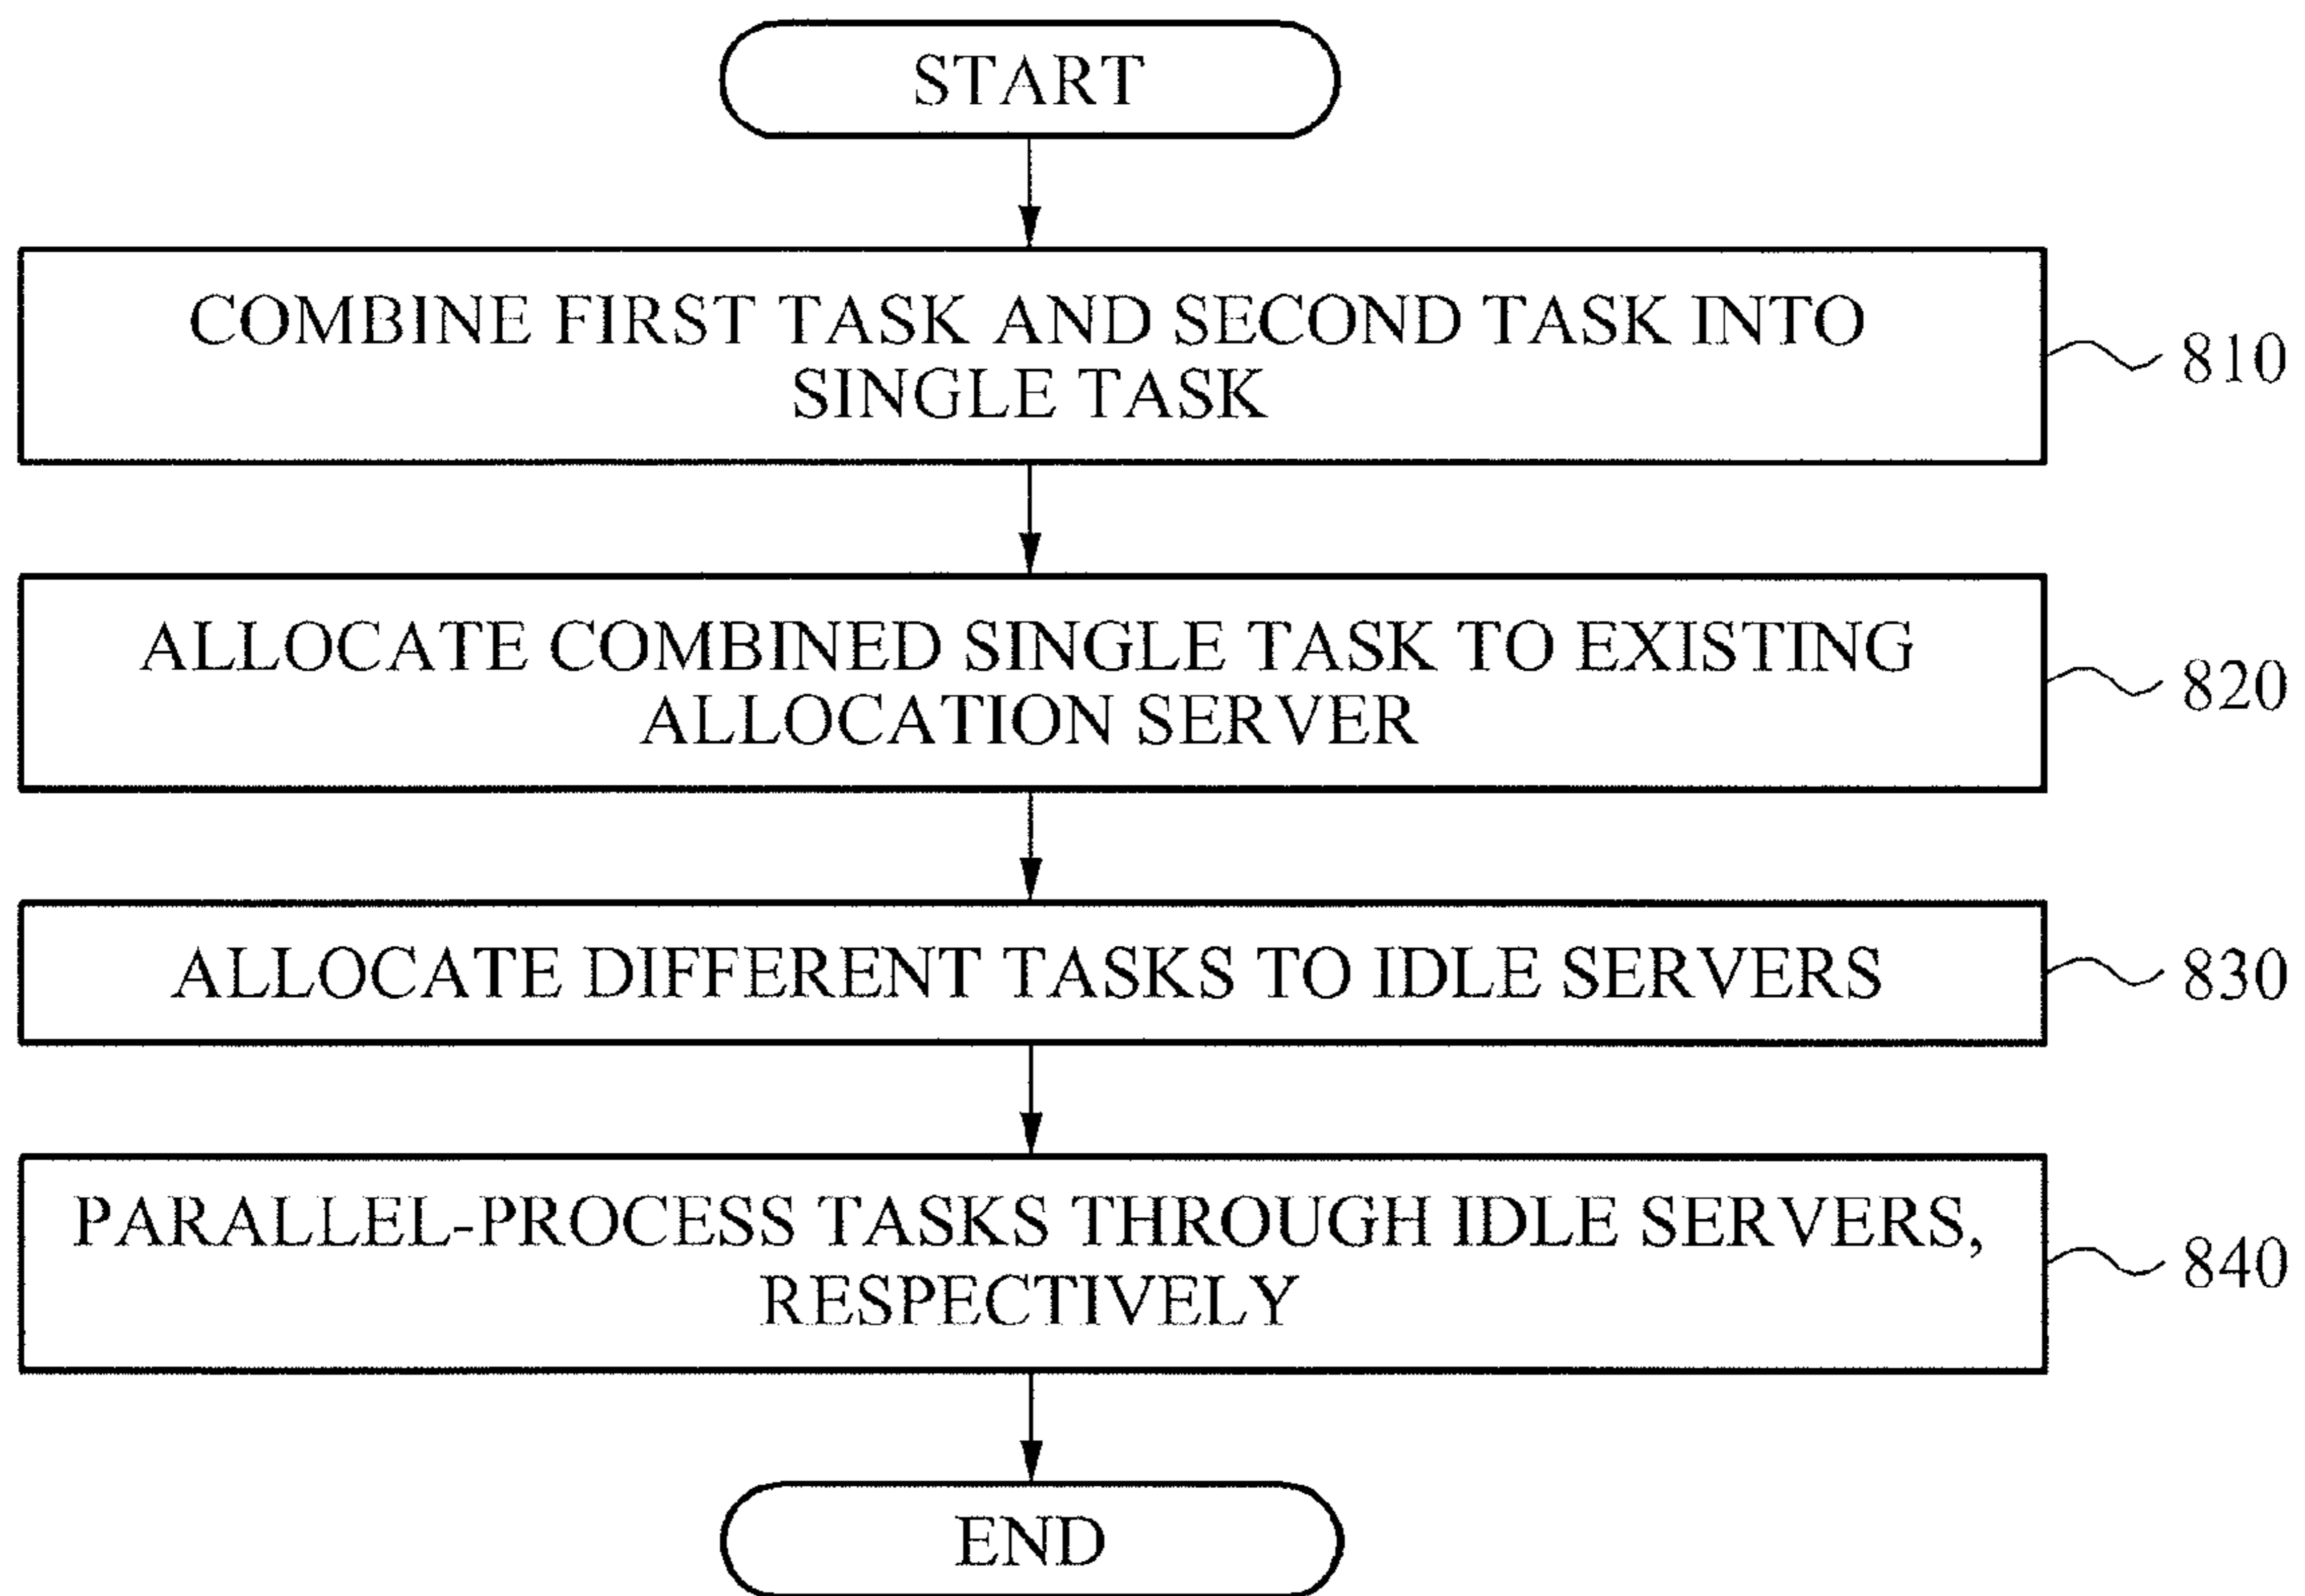 START
COMBINE FIRST TASK AND SECOND TASK INTO
SINGLE TASK
810
ALLOCATE COMBINED SINGLE TASK TO EXISTING
ALLOCATION SERVER
820
ALLOCATE DIFFERENT TASKS TO IDLE SERVERS
830
PARALLEL-PROCESS TASKS THROUGH IDLE SERVERS,
RESPECTIVELY
840
END